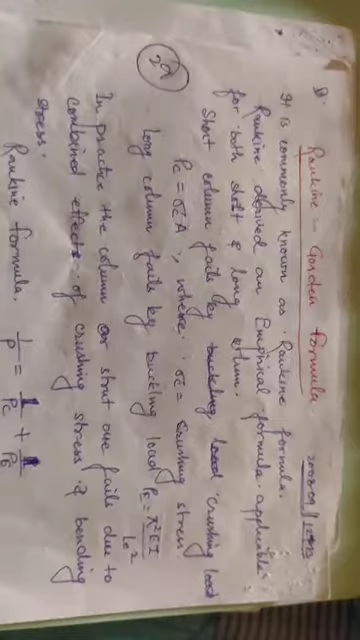 Rankine - Gordon formula
It is commonly known as Rankine formula.
Rankine derived an Empirical formula applicable
for both short & long colum.
Short column fails by crushing load
Pc = σc A , where σc = Crushing stress.
long column fails by buckling load PE = π²EI / le²
In practice the column or strut fails due to
combined effects of crushing stress & bending
stress.
Rankine formula. 1/P = 1/Pc + 1/PE
29